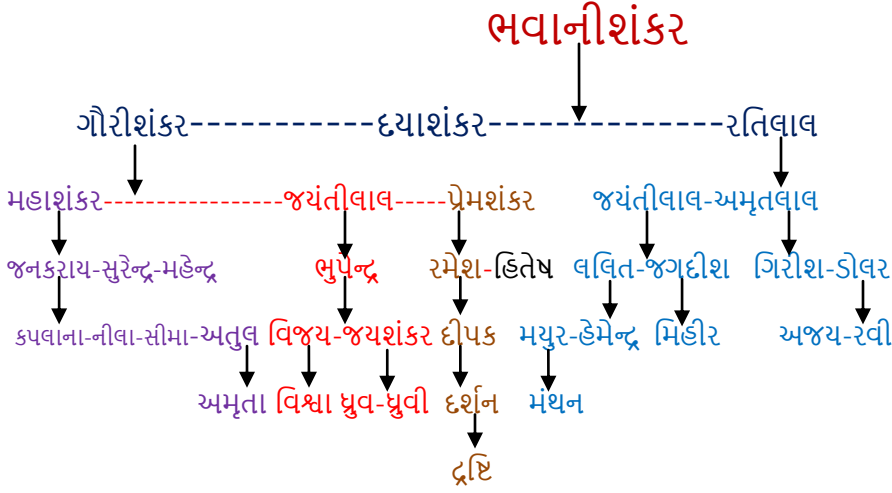 ભવાનીશંકર
ગૌરીશંકર-----------દયાશંકર--------------રતિલાલ
મહાશંકર-----------------જયંતીલાલ-----પ્રેમશંકર જયંતીલાલ-અમૃતલાલ
જનકરાય-સુરેન્દ્ર-મહેન્દ્ર ભુપેન્દ્ર રમેશ-હિતેષ લલિત-જગદીશ ગિરીશ-ડોલર
કપલાના-નીલા-સીમા-અતુલ વિજય-જયશંકર દીપક મયુર-હેમેન્દ્ર મિહીર અજય-રવી
અમૃતા વિશ્વા ધ્રુવ-ધ્રુવી દર્શન મંથન
દ્રષ્ટિ